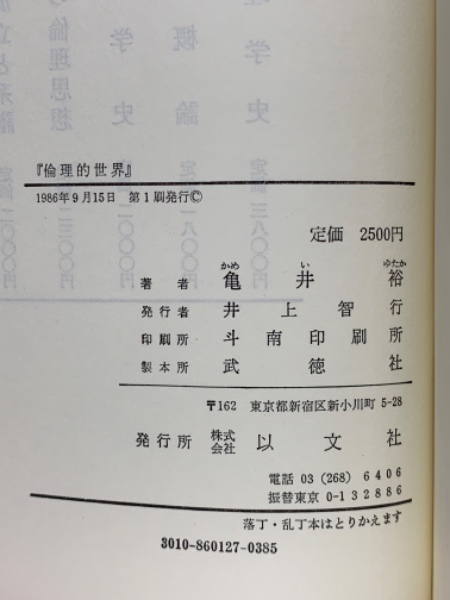 『倫理的世界』
1986年9月15日　第1刷発行©
定価　2500円
かめ　い　ゆたか
著者　亀井　裕
発行者　井上智行
印刷所　斗南印刷所
製本所　武徳社
〒162　東京都新宿区新小川町 5-28
発行所　株式会社　以文社
電話 03 (268) 6406
振替東京 0-132886
落丁・乱丁本はとりかえます
3010-860127-0385